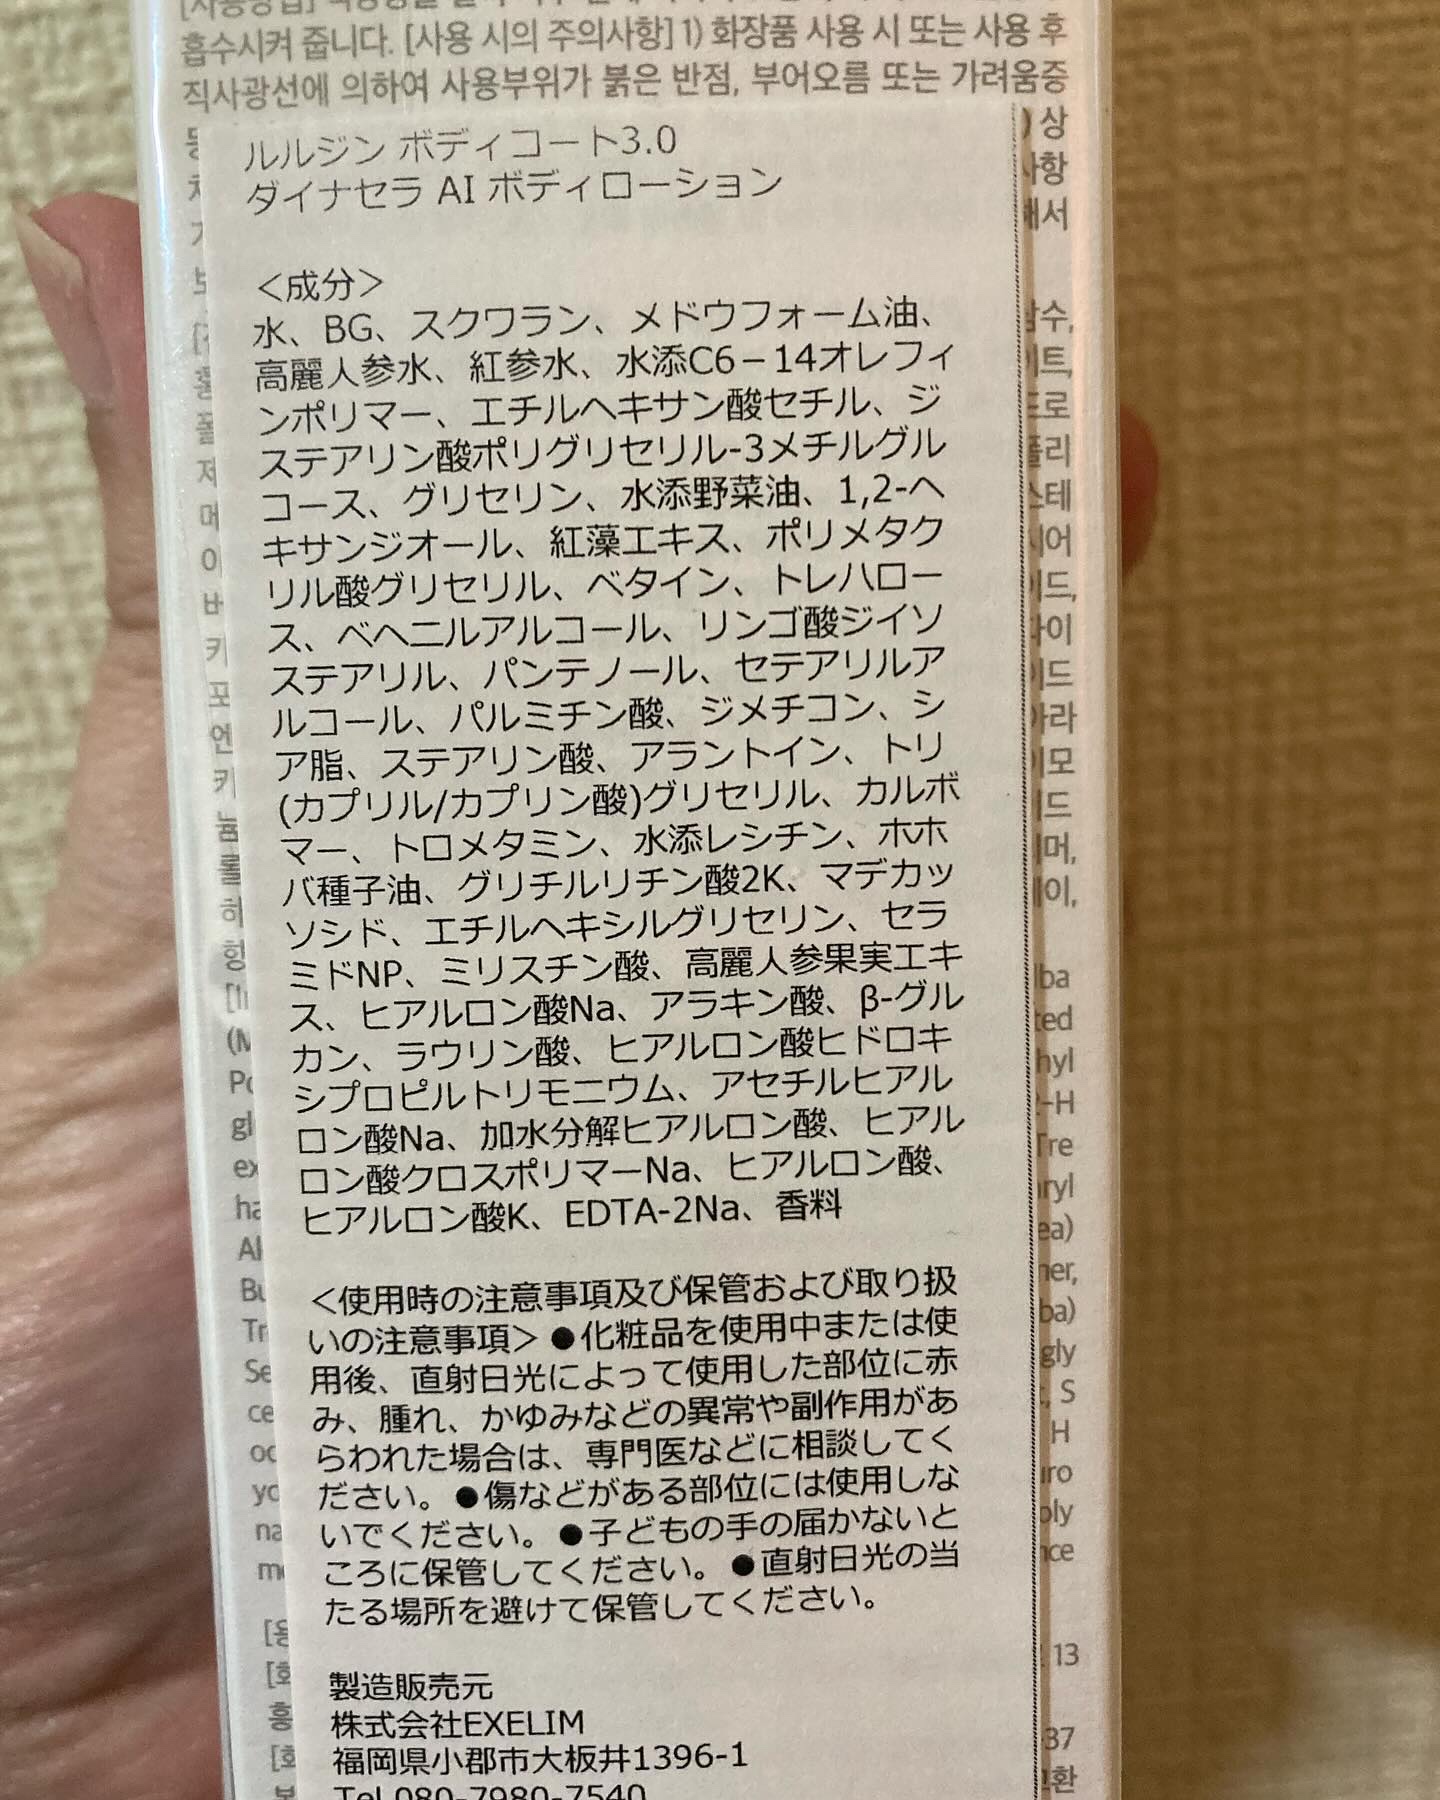 흡수시켜 줍니다. [사용 시의 주의사항] 1) 화장품 사용 시 또는 사용 후
직사광선에 의하여 사용부위가 붉은 반점, 부어오름 또는 가려움증
ルルジン ボディコート3.0
ダイナセラ AI ボディローション
＜成分＞
水、BG、スクワラン、メドウフォーム油、
高麗人参水、紅参水、水添C6－14オレフィ
ンポリマー、エチルヘキサン酸セチル、ジ
ステアリン酸ポリグリセリル-3メチルグル
コース、グリセリン、水添野菜油、1,2-ヘ
キサンジオール、紅藻エキス、ポリメタク
リル酸グリセリル、ベタイン、トレハロー
ス、ベヘニルアルコール、リンゴ酸ジイソ
ステアリル、パンテノール、セテアリルア
ルコール、パルミチン酸、ジメチコン、シ
ア脂、ステアリン酸、アラントイン、トリ
(カプリル/カプリン酸)グリセリル、カルボ
マー、トロメタミン、水添レシチン、ホホ
バ種子油、グリチルリチン酸2K、マデカッ
ソシド、エチルヘキシルグリセリン、セラ
ミドNP、ミリスチン酸、高麗人参果実エキ
ス、ヒアルロン酸Na、アラキン酸、β-グル
カン、ラウリン酸、ヒアルロン酸ヒドロキ
シプロピルトリモニウム、アセチルヒアル
ロン酸Na、加水分解ヒアルロン酸、ヒアル
ロン酸クロスポリマーNa、ヒアルロン酸、
ヒアルロン酸K、EDTA-2Na、香料
＜使用時の注意事項及び保管および取り扱
いの注意事項＞●化粧品を使用中または使
用後、直射日光によって使用した部位に赤
み、腫れ、かゆみなどの異常や副作用があ
らわれた場合は、専門医などに相談してく
ださい。●傷などがある部位には使用しな
いでください。●子どもの手の届かないと
ころに保管してください。●直射日光の当
たる場所を避けて保管してください。
製造販売元
株式会社EXELIM
福岡県小郡市大板井1396-1
Tel 080-7980-7540